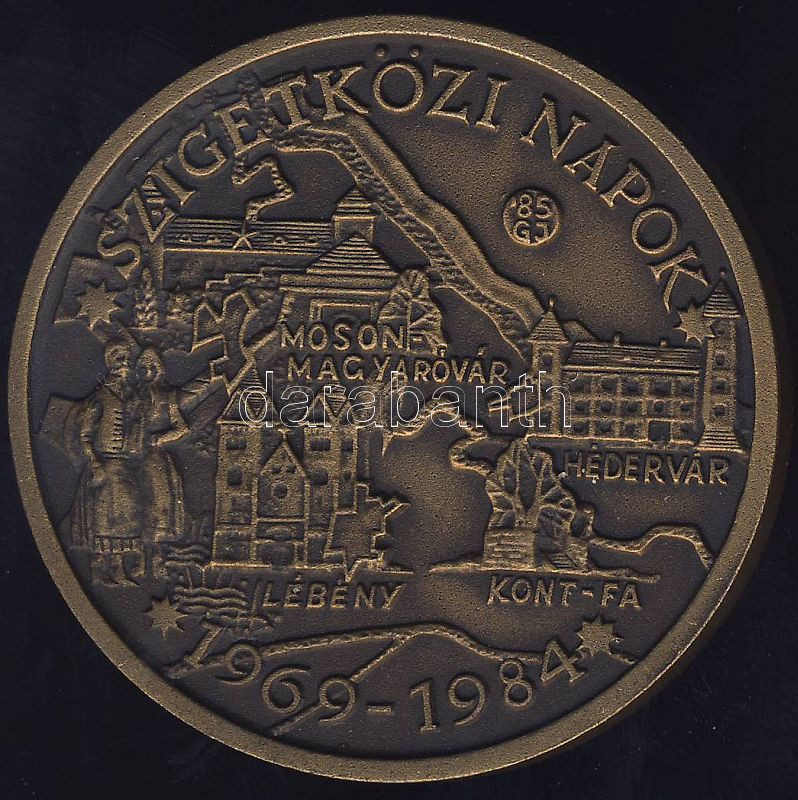 SZIGETKÖZI NAPOK
'85
GJ
MOSON-
MAGYARÓVÁR
darabanth
HÉDERVÁR
LÉBÉNY
KONT-FA
1969-1984